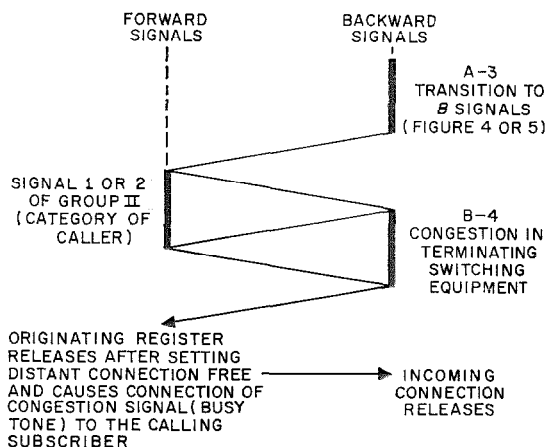 FORWARD
SIGNALS
BACKWARD
SIGNALS
A-3
TRANSITION TO
B SIGNALS
(FIGURE 4 OR 5)
SIGNAL 1 OR 2
OF GROUP II
(CATEGORY OF
CALLER)
B-4
CONGESTION IN
TERMINATING
SWITCHING
EQUIPMENT
ORIGINATING REGISTER
RELEASES AFTER SETTING
DISTANT CONNECTION FREE
AND CAUSES CONNECTION OF
CONGESTION SIGNAL (BUSY
TONE) TO THE CALLING
SUBSCRIBER
INCOMING
CONNECTION
RELEASES